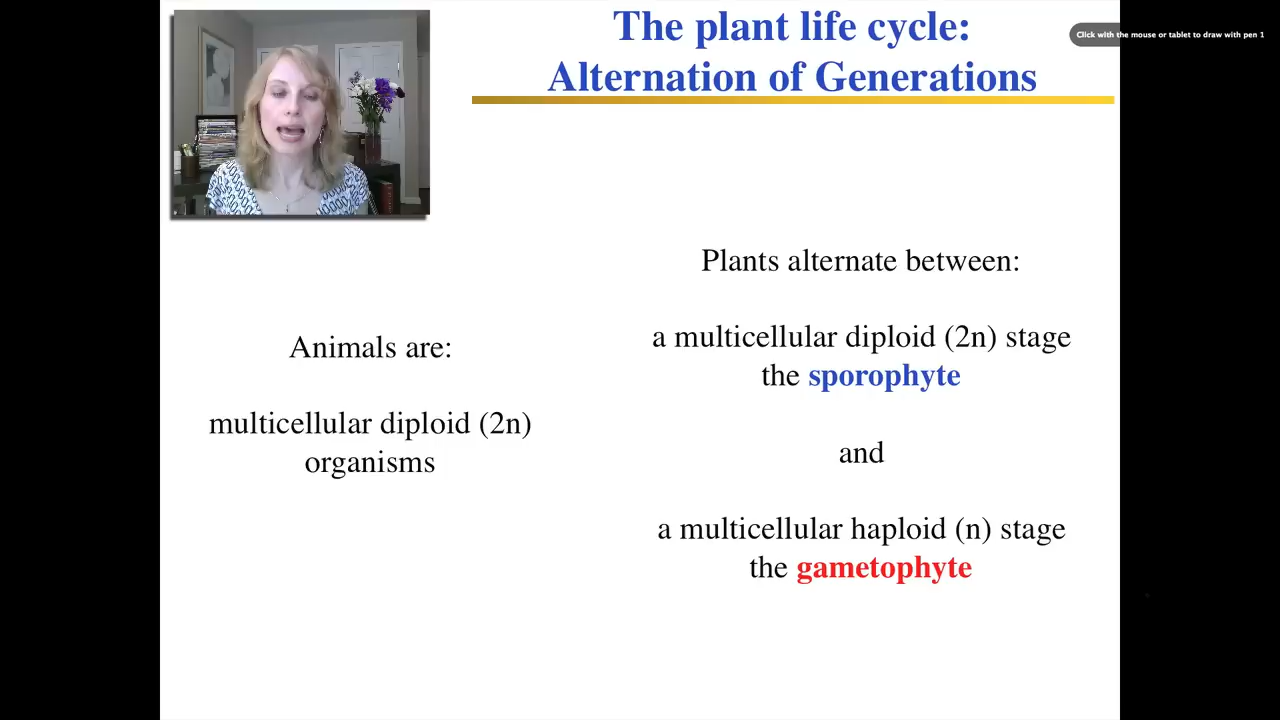 The plant life cycle:
Alternation of Generations
Click with the mouse or tablet to draw with pen 1
Animals are:
multicellular diploid (2n)
organisms
Plants alternate between:
a multicellular diploid (2n) stage
the sporophyte
and
a multicellular haploid (n) stage
the gametophyte